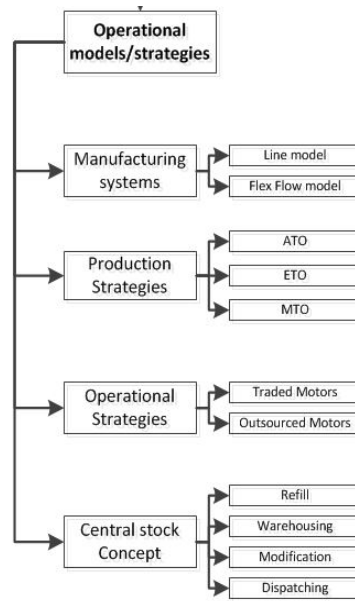 Operational
models/strategies
Manufacturing
systems
Line model
Flex Flow model
Production
Strategies
ATO
ETO
MTO
Operational
Strategies
Traded Motors
Outsourced Motors
Central stock
Concept
Refill
Warehousing
Modification
Dispatching